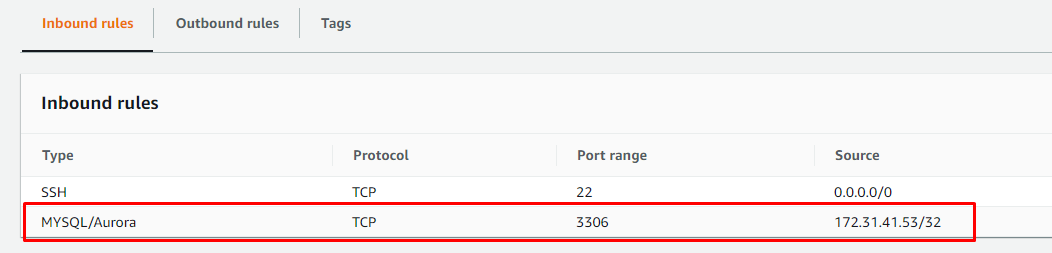 Inbound rules Outbound rules Tags
Inbound rules
Type Protocol Port range Source
SSH TCP 22 0.0.0.0/0
MYSQL/Aurora TCP 3306 172.31.41.53/32